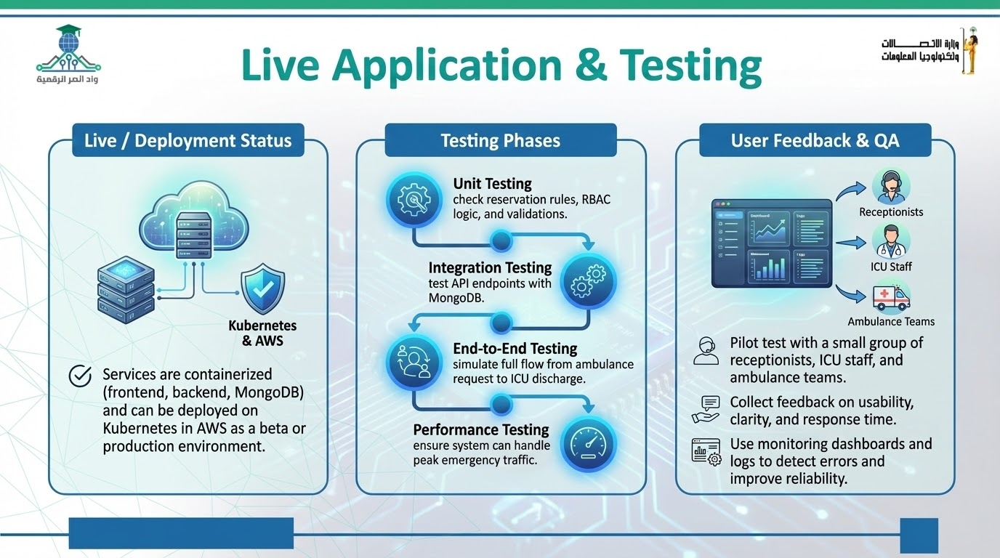 واد الصر الرقمية
وزارة الاتصالات
وتكنولوجيا المعلومات
Live Application & Testing
Live / Deployment Status
Kubernetes
& AWS
Services are containerized
(frontend, backend, MongoDB)
and can be deployed on
Kubernetes in AWS as a beta or
production environment.
Testing Phases
Unit Testing
check reservation rules, RBAC
logic, and validations.
Integration Testing
test API endpoints with
MongoDB.
End-to-End Testing
simulate full flow from ambulance
request to ICU discharge.
Performance Testing
ensure system can handle
peak emergency traffic.
User Feedback & QA
Dashboard
Receptionists
ICU Staff
Ambulance Teams
Pilot test with a small group of
receptionists, ICU staff, and
ambulance teams.
Collect feedback on usability,
clarity, and response time.
Use monitoring dashboards and
logs to detect errors and
improve reliability.